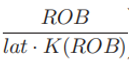 ROB
lat · K(ROB)